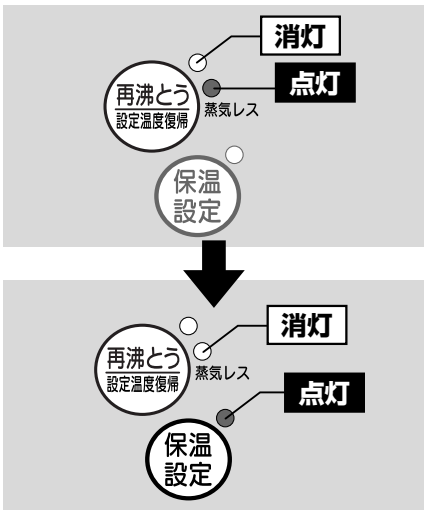 消灯
点灯
再沸とう
設定温度復帰
蒸気レス
保温
設定
消灯
再沸とう
設定温度復帰
蒸気レス
点灯
保温
設定